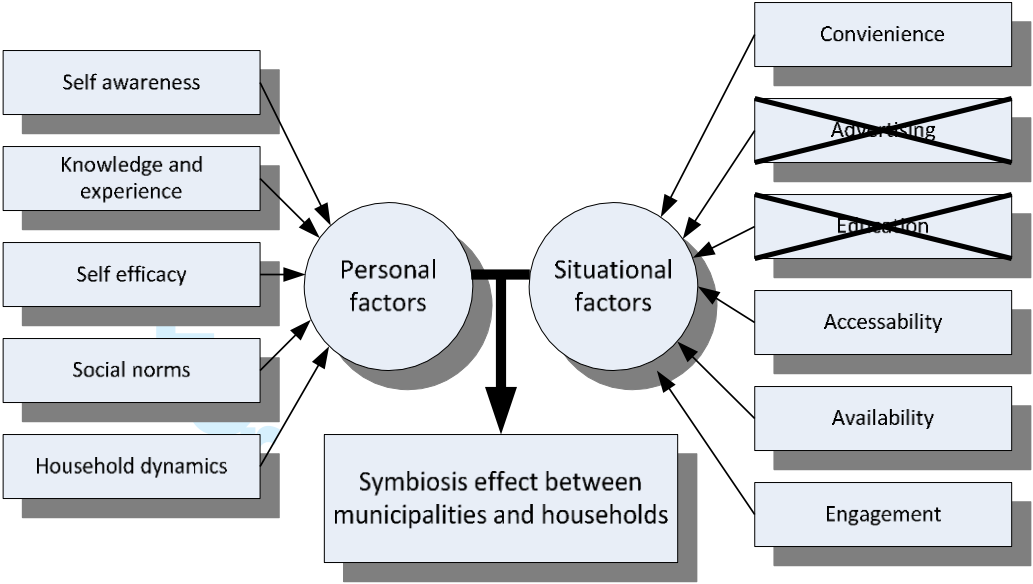 Self awareness
Knowledge and
experience
Self efficacy
Social norms
Household dynamics
Personal
factors
Situational
factors
Convienience
Advertising
Education
Accessability
Availability
Engagement
Symbiosis effect between
municipalities and households